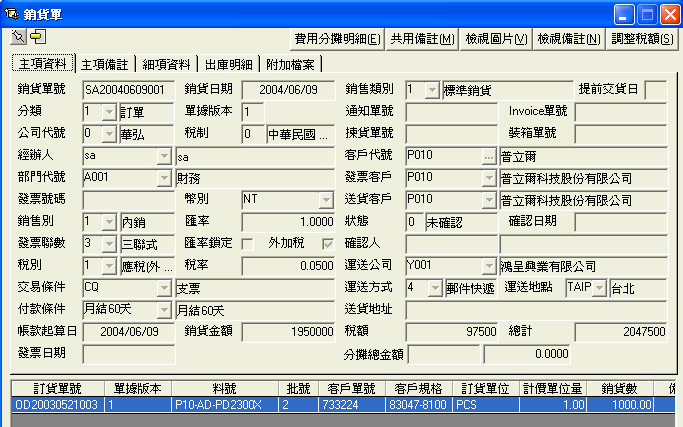 銷貨單
費用分攤明細(E) 共用備註(M) 檢視圖片(V) 檢視備註(N) 調整稅額(S)
主項資料 主項備註 細項資料 出庫明細 附加檔案
銷貨單號 SA20040609001 銷貨日期 2004/06/09 銷售類別 1 標準銷貨 提前交貨日
分類 1 訂單 單據版本 1 通知單號 Invoice單號
公司代號 0 華弘 稅制 0 中華民國 ... 揀貨單號 裝箱單號
經辦人 sa sa 客戶代號 P010 ... 普立爾
部門代號 A001 財務 發票客戶 P010 普立爾科技股份有限公司
發票號碼 幣別 NT 送貨客戶 P010 普立爾科技股份有限公司
銷售別 1 內銷 匯率 1.0000 狀態 0 未確認 確認日期
發票聯數 3 三聯式 匯率鎖定 外加稅 確認人
稅別 1 應稅(外 ... 稅率 0.0500 運送公司 Y001 鴻呈興業有限公司
交易條件 CQ 支票 運送方式 4 郵件快遞 運送地點 TAIP 台北
付款條件 月結60天 月結60天 送貨地址
帳款起算日 2004/06/09 銷貨金額 1950000 稅額 97500 總計 2047500
發票日期 分攤總金額 0.0000
訂貨單號 單據版本 料號 批號 客戶單號 客戶規格 訂貨單位 計價單位量 銷貨數
OD20030521003 1 P10-AD-PD2300X 2 733224 83047-8100 PCS 1.00 1000.00